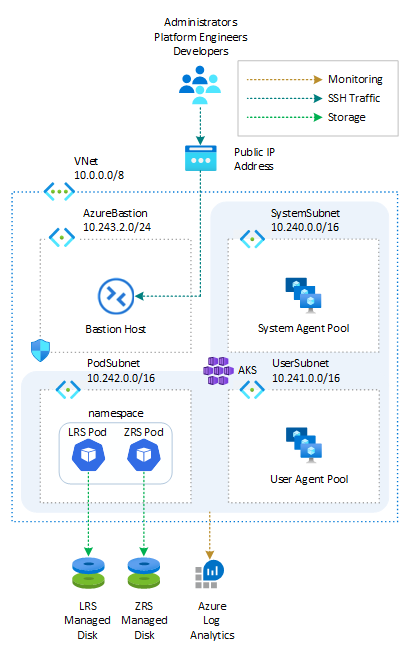 Administrators
Platform Engineers
Developers
Monitoring
SSH Traffic
Storage
Public IP
Address
VNet
10.0.0.0/8
AzureBastion
10.243.2.0/24
SystemSubnet
10.240.0.0/16
Bastion Host
System Agent Pool
PodSubnet
10.242.0.0/16
AKS
UserSubnet
10.241.0.0/16
namespace
LRS Pod
ZRS Pod
User Agent Pool
LRS
Managed
Disk
ZRS
Managed
Disk
Azure
Log
Analytics